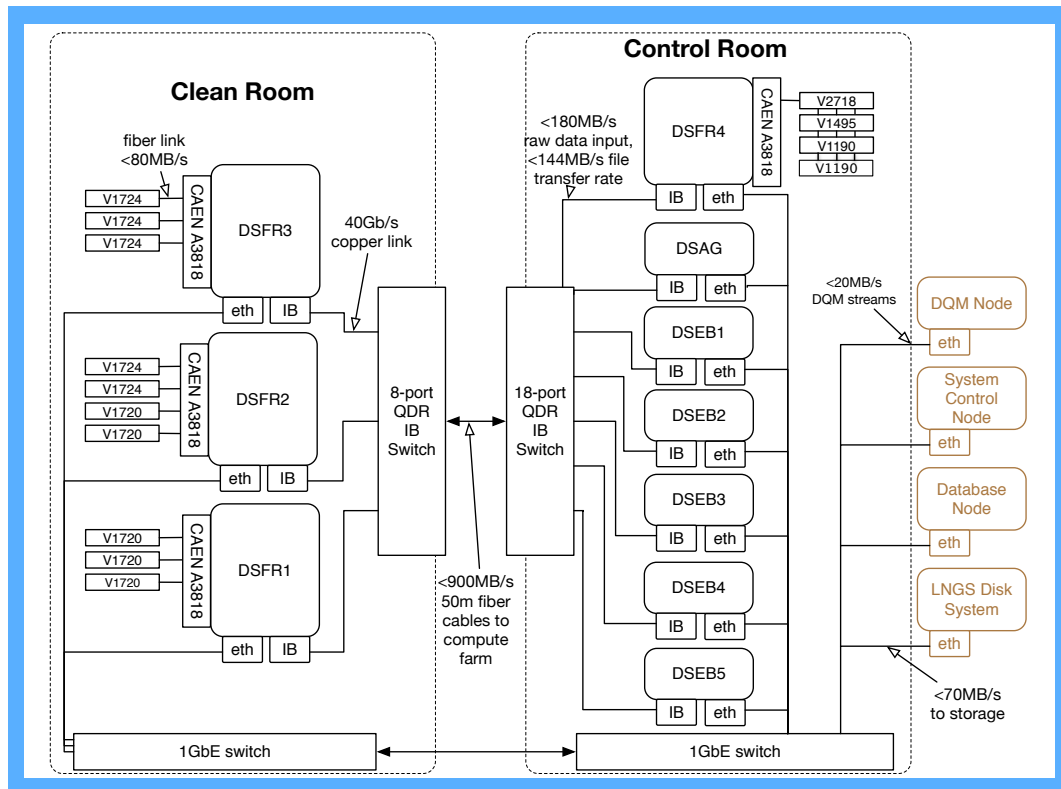 Clean Room
fiber link
<80MB/s
V1724
V1724
V1724
CAEN A3818
DSFR3
eth
IB
40Gb/s
copper link
V1724
V1724
V1720
V1720
CAEN A3818
DSFR2
eth
IB
V1720
V1720
V1720
CAEN A3818
DSFR1
eth
IB
1GbE switch
8-port
QDR
IB
Switch
<900MB/s
50m fiber
cables to
compute
farm
Control Room
18-port
QDR
IB
Switch
<180MB/s
raw data input,
<144MB/s file
transfer rate
DSFR4
CAEN A3818
V2718
V1495
V1190
V1190
IB
eth
DSAG
IB
eth
DSEB1
IB
eth
DSEB2
IB
eth
DSEB3
IB
eth
DSEB4
IB
eth
DSEB5
IB
eth
1GbE switch
<20MB/s
DQM streams
DQM Node
eth
System
Control
Node
eth
Database
Node
eth
LNGS Disk
System
eth
<70MB/s
to storage